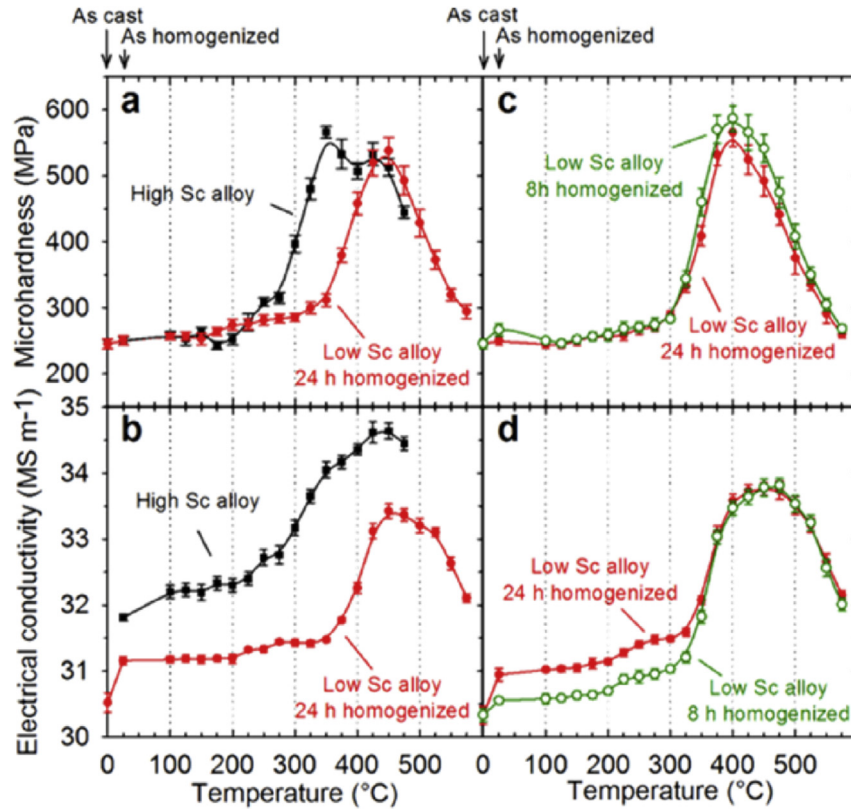 As cast
As homogenized
As cast
As homogenized
a
High Sc alloy
Low Sc alloy
24 h homogenized
c
Low Sc alloy
8h homogenized
Low Sc alloy
24 h homogenized
Microhardness (MPa)
600
500
400
300
200
b
High Sc alloy
Low Sc alloy
24 h homogenized
d
Low Sc alloy
24 h homogenized
Low Sc alloy
8 h homogenized
Electrical conductivity (MS m−1)
35
34
33
32
31
30
0 100 200 300 400 500
0 100 200 300 400 500
Temperature (°C)
Temperature (°C)